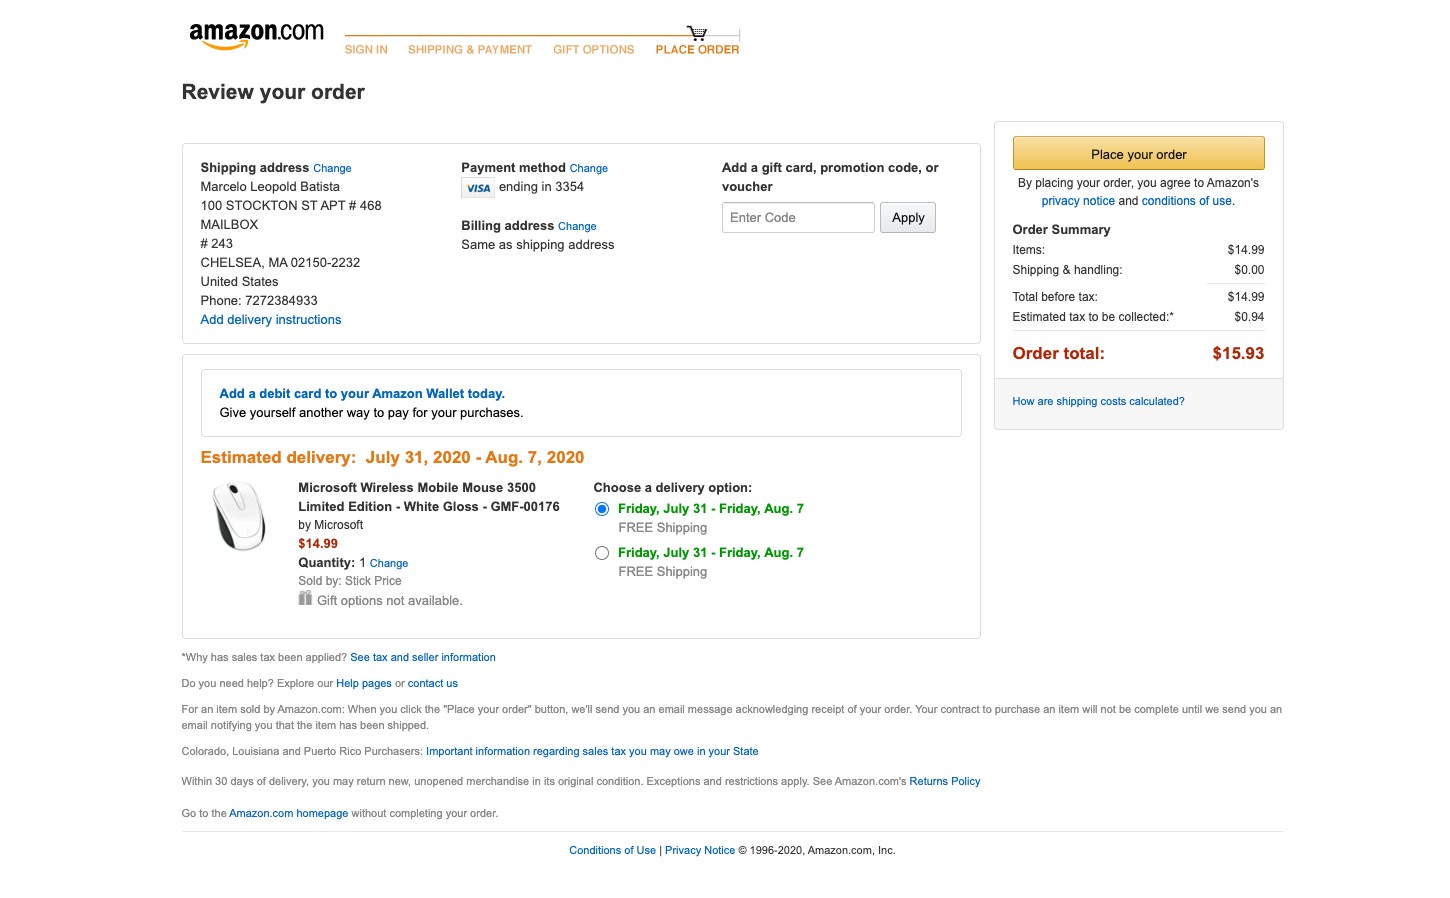 amazon.com
SIGN IN SHIPPING & PAYMENT GIFT OPTIONS PLACE ORDER
Review your order
Shipping address Change
Marcelo Leopold Batista
100 STOCKTON ST APT # 468
MAILBOX
# 243
CHELSEA, MA 02150-2232
United States
Phone: 7272384933
Add delivery instructions
Payment method Change
VISA ending in 3354
Billing address Change
Same as shipping address
Add a gift card, promotion code, or
voucher
Enter Code Apply
Place your order
By placing your order, you agree to Amazon's
privacy notice and conditions of use.
Order Summary
Items: $14.99
Shipping & handling: $0.00
Total before tax: $14.99
Estimated tax to be collected:* $0.94
Order total: $15.93
How are shipping costs calculated?
Add a debit card to your Amazon Wallet today.
Give yourself another way to pay for your purchases.
Estimated delivery: July 31, 2020 - Aug. 7, 2020
Microsoft Wireless Mobile Mouse 3500
Limited Edition - White Gloss - GMF-00176
by Microsoft
$14.99
Quantity: 1 Change
Sold by: Stick Price
Gift options not available.
Choose a delivery option:
Friday, July 31 - Friday, Aug. 7
FREE Shipping
Friday, July 31 - Friday, Aug. 7
FREE Shipping
*Why has sales tax been applied? See tax and seller information
Do you need help? Explore our Help pages or contact us
For an item sold by Amazon.com: When you click the "Place your order" button, we'll send you an email message acknowledging receipt of your order. Your contract to purchase an item will not be complete until we send you an
email notifying you that the item has been shipped.
Colorado, Louisiana and Puerto Rico Purchasers: Important information regarding sales tax you may owe in your State
Within 30 days of delivery, you may return new, unopened merchandise in its original condition. Exceptions and restrictions apply. See Amazon.com's Returns Policy
Go to the Amazon.com homepage without completing your order.
Conditions of Use | Privacy Notice © 1996-2020, Amazon.com, Inc.